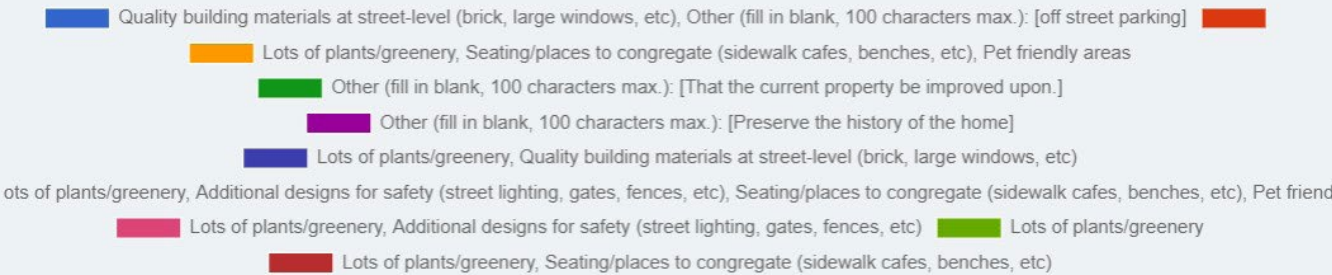 Quality building materials at street-level (brick, large windows, etc), Other (fill in blank, 100 characters max.): [off street parking]
Lots of plants/greenery, Seating/places to congregate (sidewalk cafes, benches, etc), Pet friendly areas
Other (fill in blank, 100 characters max.): [That the current property be improved upon.]
Other (fill in blank, 100 characters max.): [Preserve the history of the home]
Lots of plants/greenery, Quality building materials at street-level (brick, large windows, etc)
ots of plants/greenery, Additional designs for safety (street lighting, gates, fences, etc), Seating/places to congregate (sidewalk cafes, benches, etc), Pet friend
Lots of plants/greenery, Additional designs for safety (street lighting, gates, fences, etc) Lots of plants/greenery
Lots of plants/greenery, Seating/places to congregate (sidewalk cafes, benches, etc)